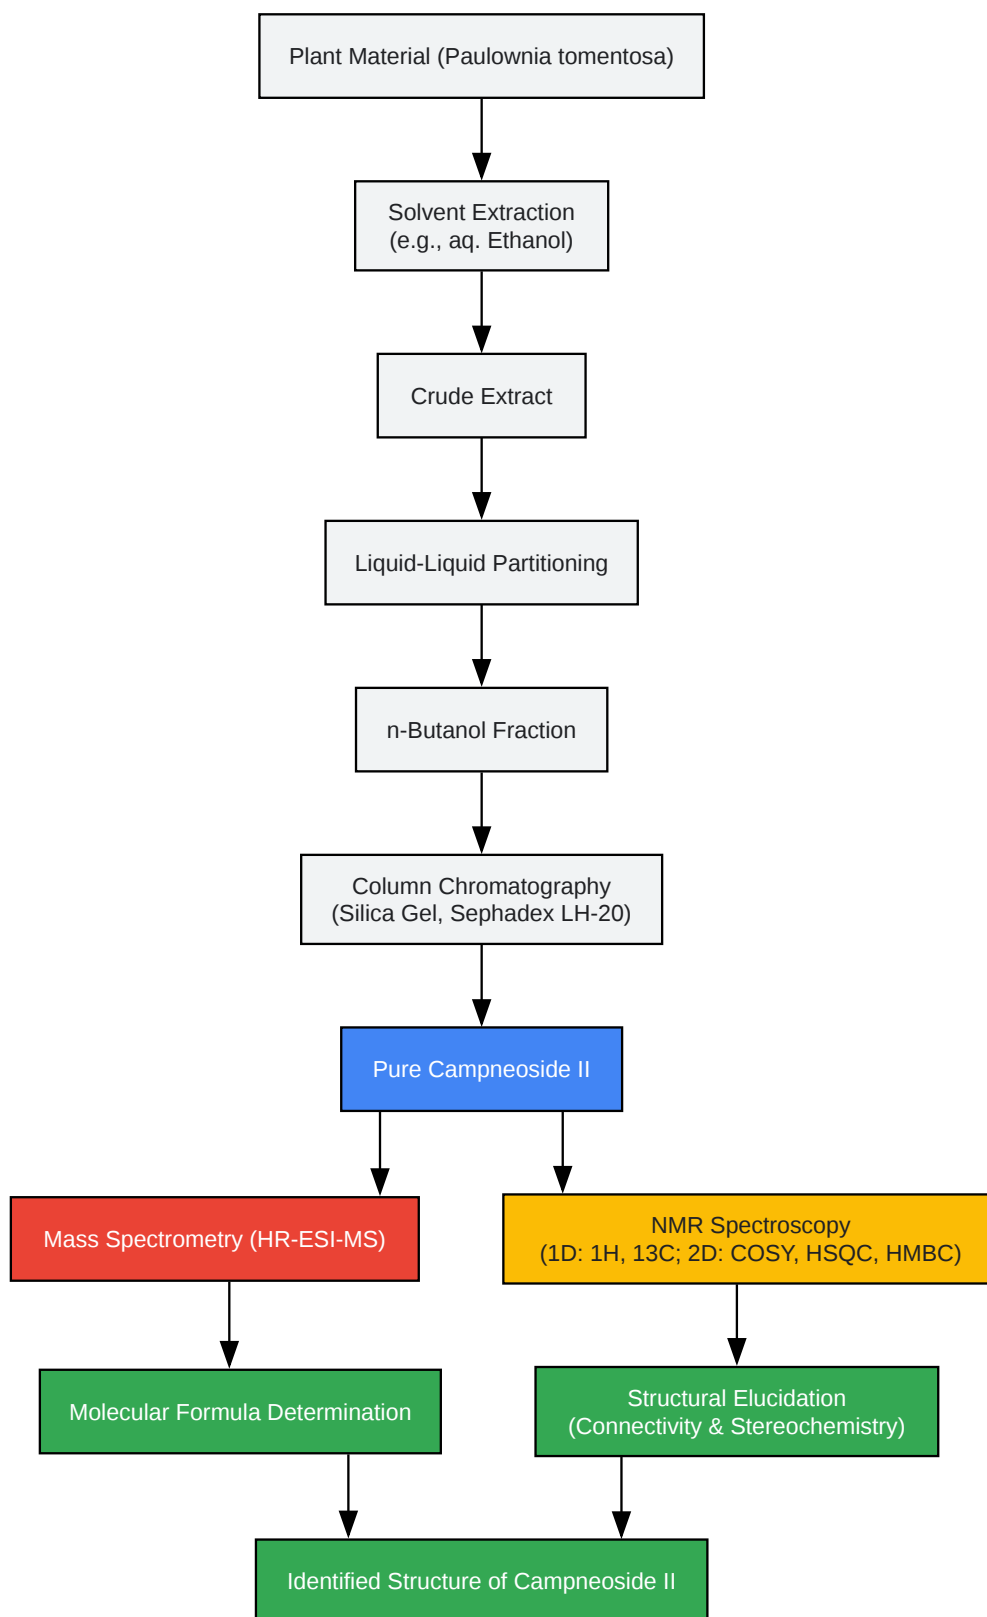 Plant Material (Paulownia tomentosa)
Solvent Extraction
(e.g., aq. Ethanol)
Crude Extract
Liquid-Liquid Partitioning
n-Butanol Fraction
Column Chromatography
(Silica Gel, Sephadex LH-20)
Pure Campneoside II
Mass Spectrometry (HR-ESI-MS)
NMR Spectroscopy
(1D: 1H, 13C; 2D: COSY, HSQC, HMBC)
Molecular Formula Determination
Structural Elucidation
(Connectivity & Stereochemistry)
Identified Structure of Campneoside II